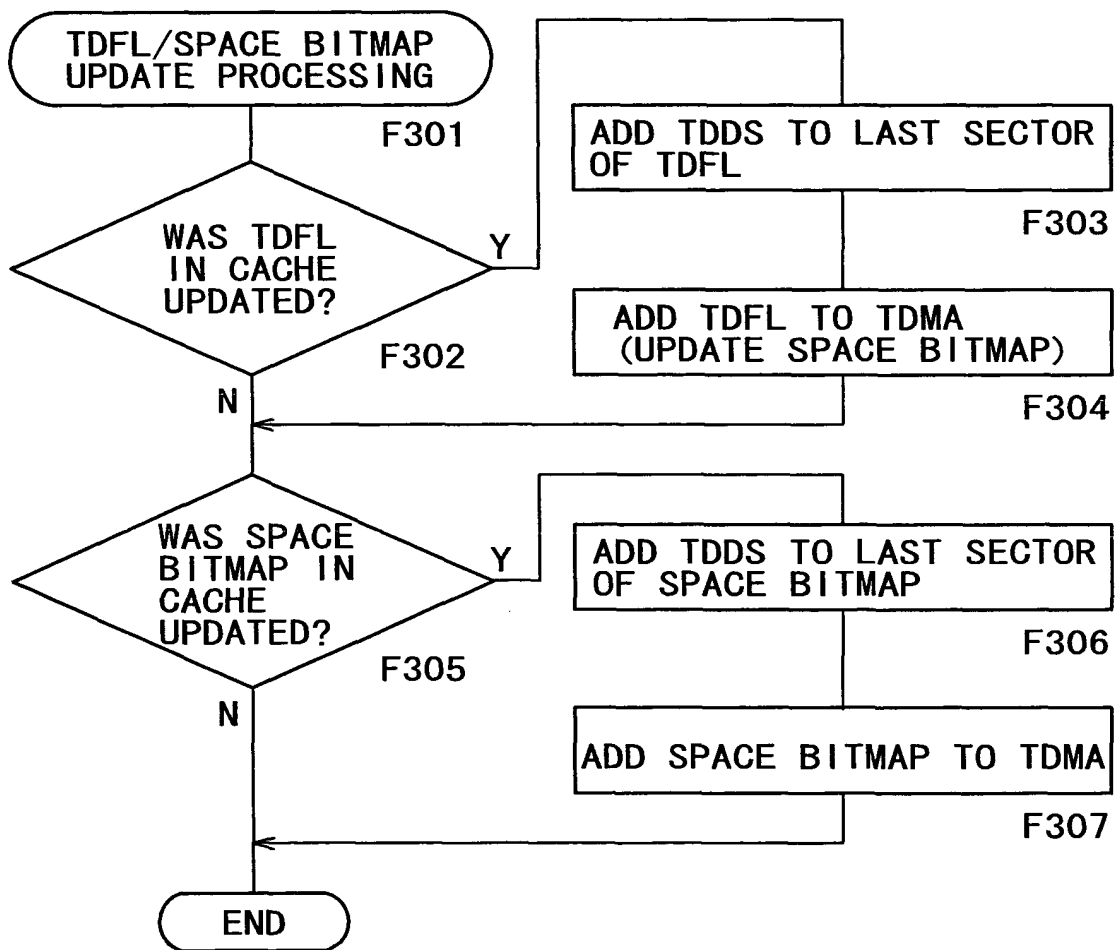 TDFL/SPACE BITMAP
UPDATE PROCESSING
F301
WAS TDFL
IN CACHE
UPDATED?
Y
F302
N
ADD TDDS TO LAST SECTOR
OF TDFL
F303
ADD TDFL TO TDMA
(UPDATE SPACE BITMAP)
F304
WAS SPACE
BITMAP IN
CACHE
UPDATED?
Y
F305
N
ADD TDDS TO LAST SECTOR
OF SPACE BITMAP
F306
ADD SPACE BITMAP TO TDMA
F307
END